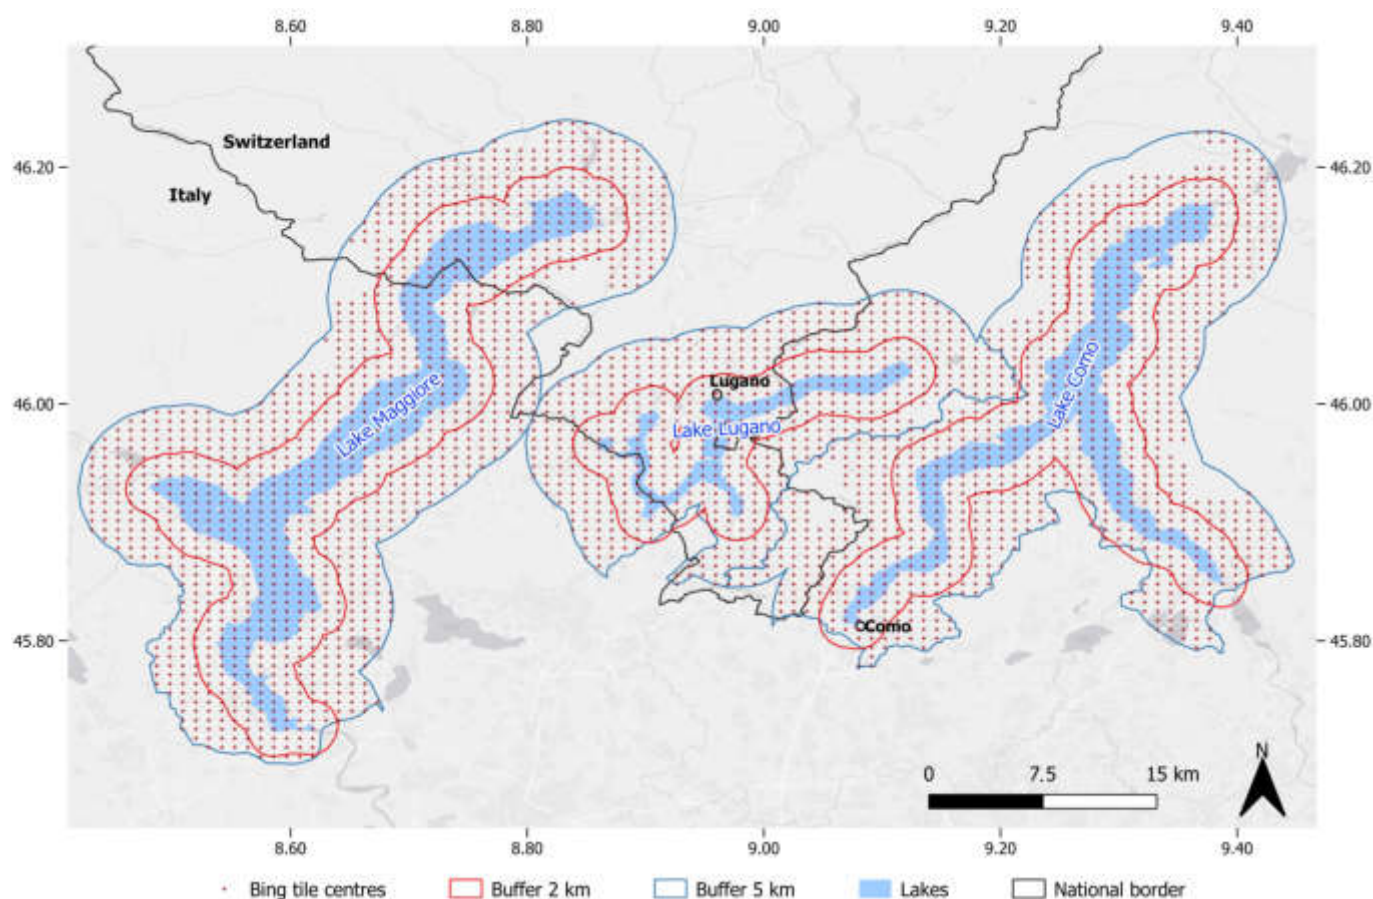 8.60 8.80 9.00 9.20 9.40
Switzerland
46.20 46.20
Italy
Lugano
46.00 46.00
Lake Maggiore
Lake Lugano
Lake Como
45.80 45.80
Como
N
0 7.5 15 km
8.60 8.80 9.00 9.20 9.40
Bing tile centres Buffer 2 km Buffer 5 km Lakes National border